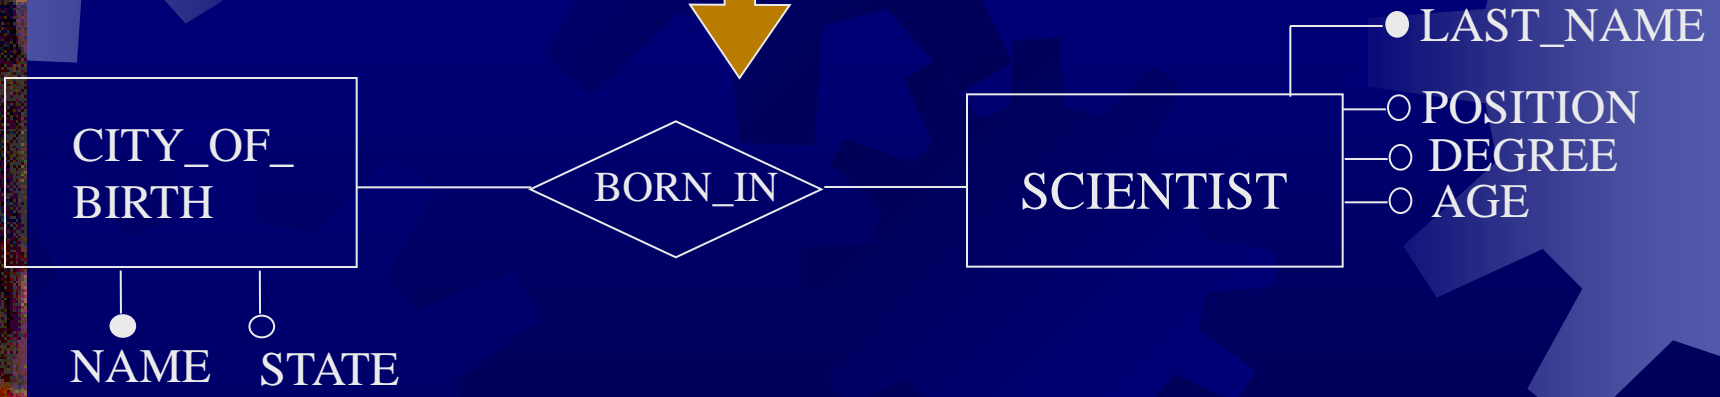 LAST_NAME
POSITION
DEGREE
AGE
CITY_OF_
BIRTH
BORN_IN
SCIENTIST
NAME
STATE